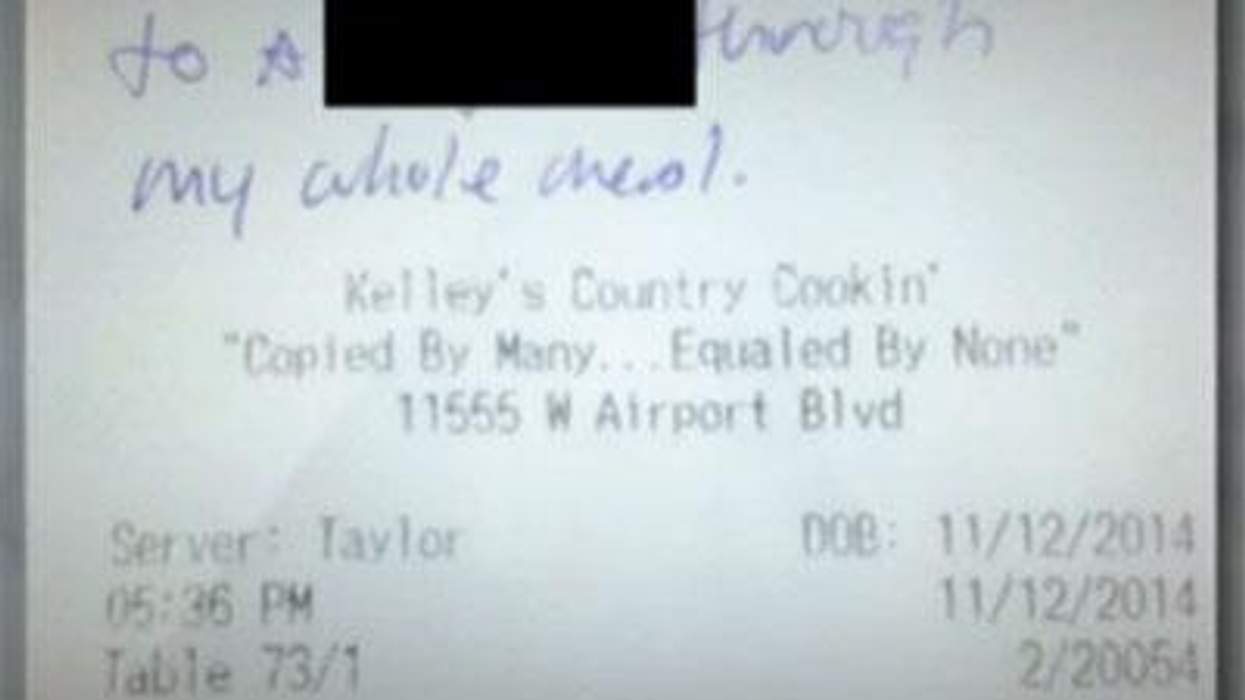 to a through
my whole meal.
Kelley's Country Cookin'
"Copied By Many...Equaled By None"
11555 W Airport Blvd
Server: Taylor DOB: 11/12/2014
05:36 PM 11/12/2014
Table 73/1 2/20054